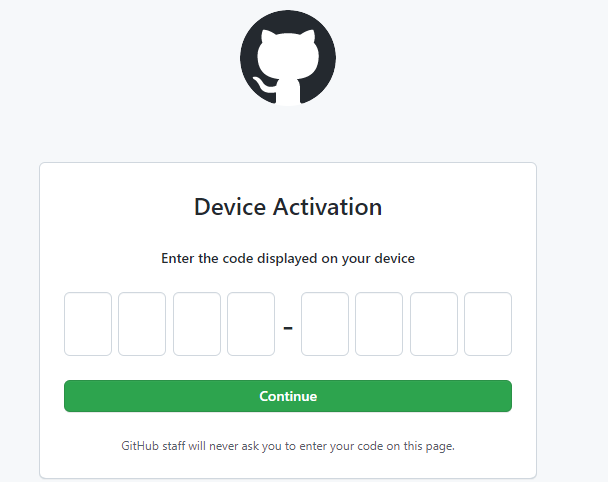 Device Activation
Enter the code displayed on your device
-
Continue
GitHub staff will never ask you to enter your code on this page.